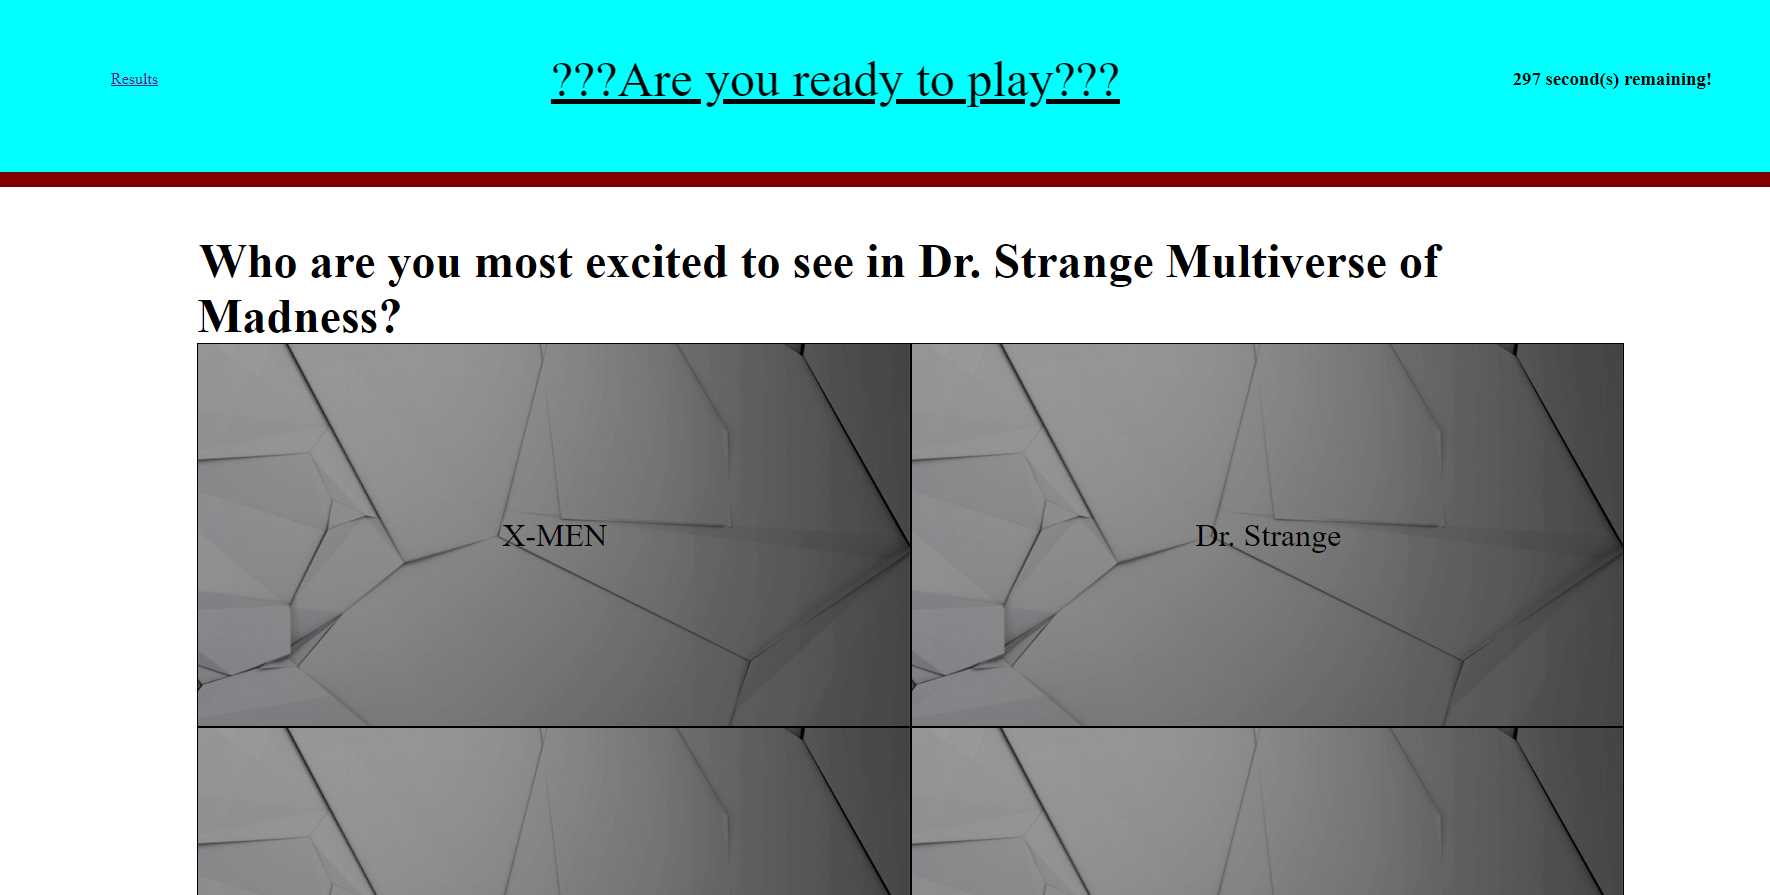 Results
???Are you ready to play???
297 second(s) remaining!
Who are you most excited to see in Dr. Strange Multiverse of
Madness?
X-MEN
Dr. Strange